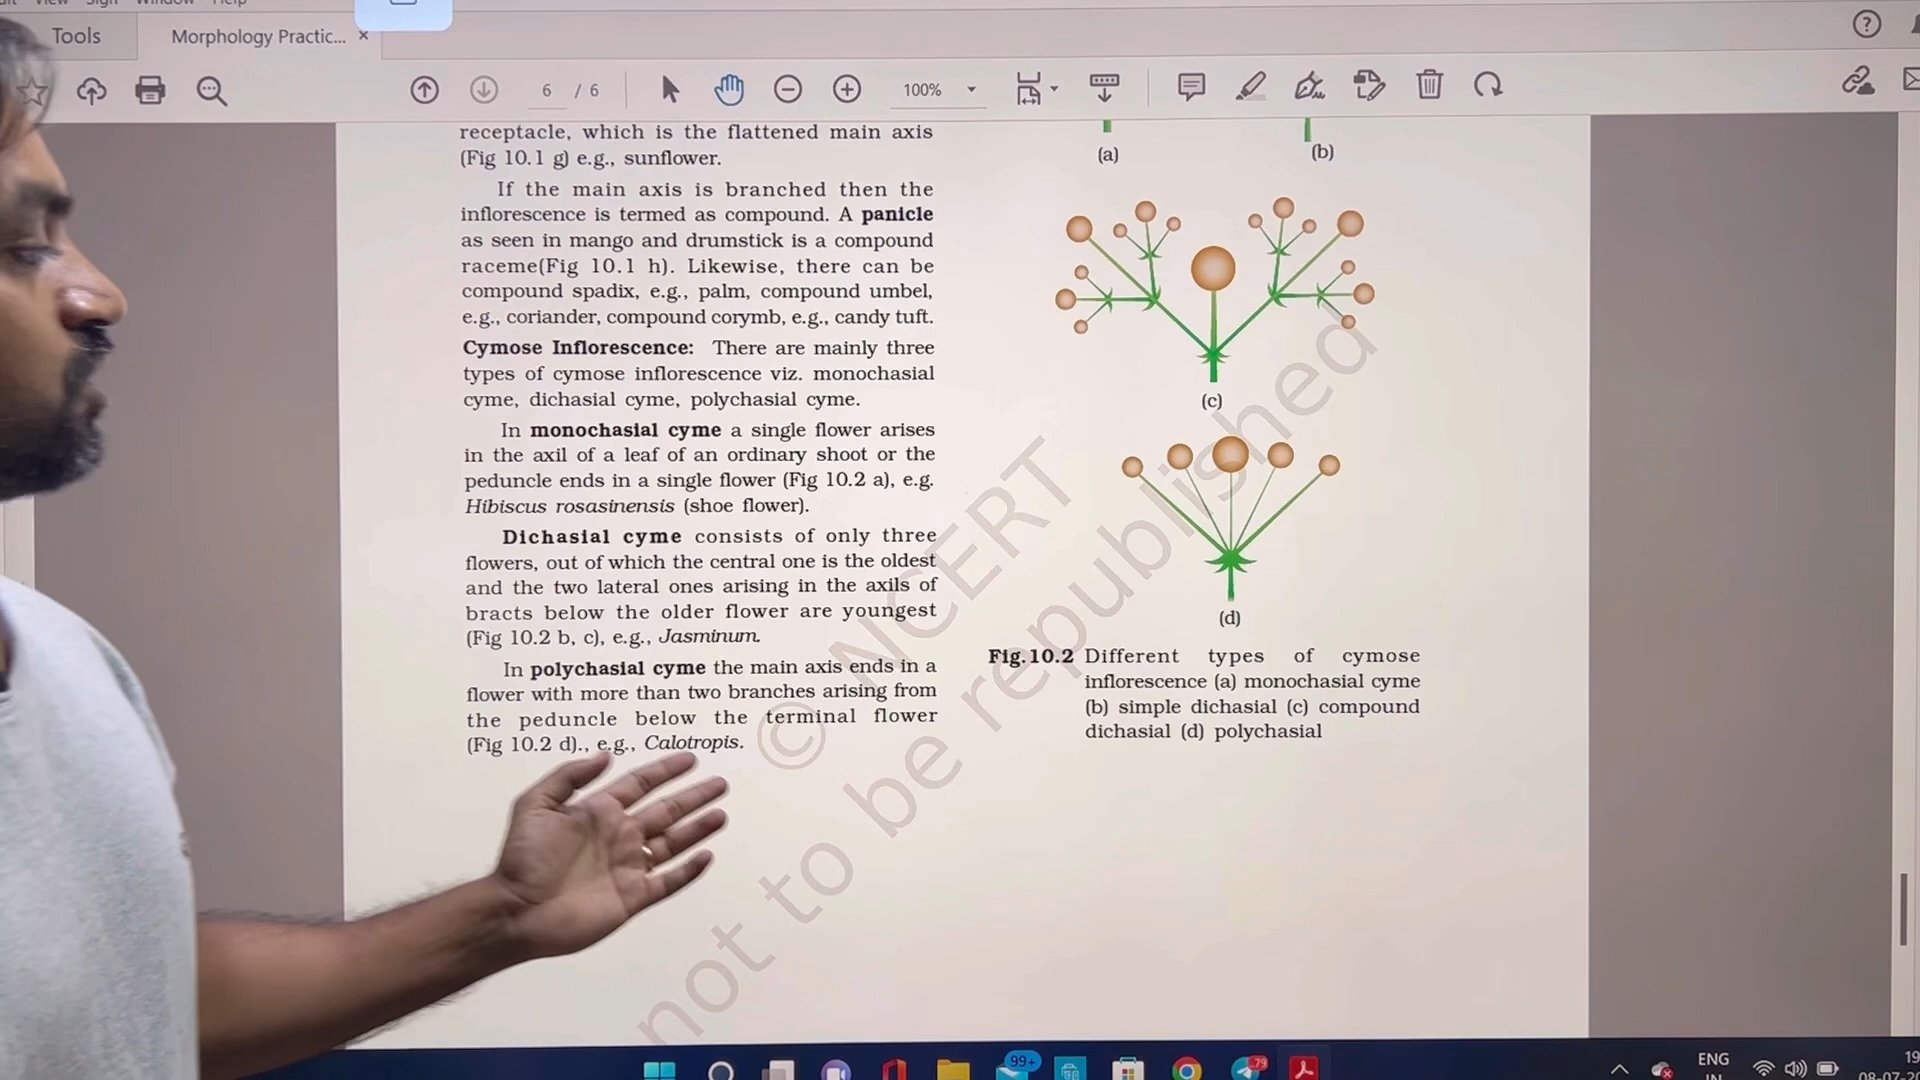 Tools
Morphology Practic... ×
6 / 6
100%
receptacle, which is the flattened main axis
(Fig 10.1 g) e.g., sunflower.
If the main axis is branched then the
inflorescence is termed as compound. A panicle
as seen in mango and drumstick is a compound
raceme(Fig 10.1 h). Likewise, there can be
compound spadix, e.g., palm, compound umbel,
e.g., coriander, compound corymb, e.g., candy tuft.
Cymose Inflorescence: There are mainly three
types of cymose inflorescence viz. monochasial
cyme, dichasial cyme, polychasial cyme.
In monochasial cyme a single flower arises
in the axil of a leaf of an ordinary shoot or the
peduncle ends in a single flower (Fig 10.2 a), e.g.
Hibiscus rosasinensis (shoe flower).
Dichasial cyme consists of only three
flowers, out of which the central one is the oldest
and the two lateral ones arising in the axils of
bracts below the older flower are youngest
(Fig 10.2 b, c), e.g., Jasminum.
In polychasial cyme the main axis ends in a
flower with more than two branches arising from
the peduncle below the terminal flower
(Fig 10.2 d)., e.g., Calotropis.
(a)
(b)
(c)
(d)
Fig.10.2 Different types of cymose
inflorescence (a) monochasial cyme
(b) simple dichasial (c) compound
dichasial (d) polychasial
© NCERT
not to be republished
99+
79
ENG
IN